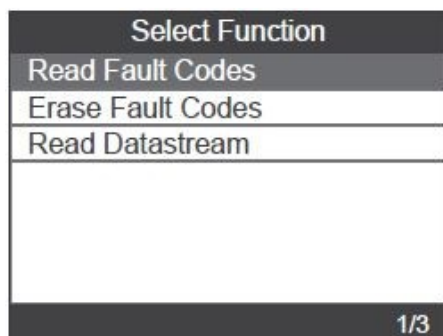 Select Function
Read Fault Codes
Erase Fault Codes
Read Datastream
1/3